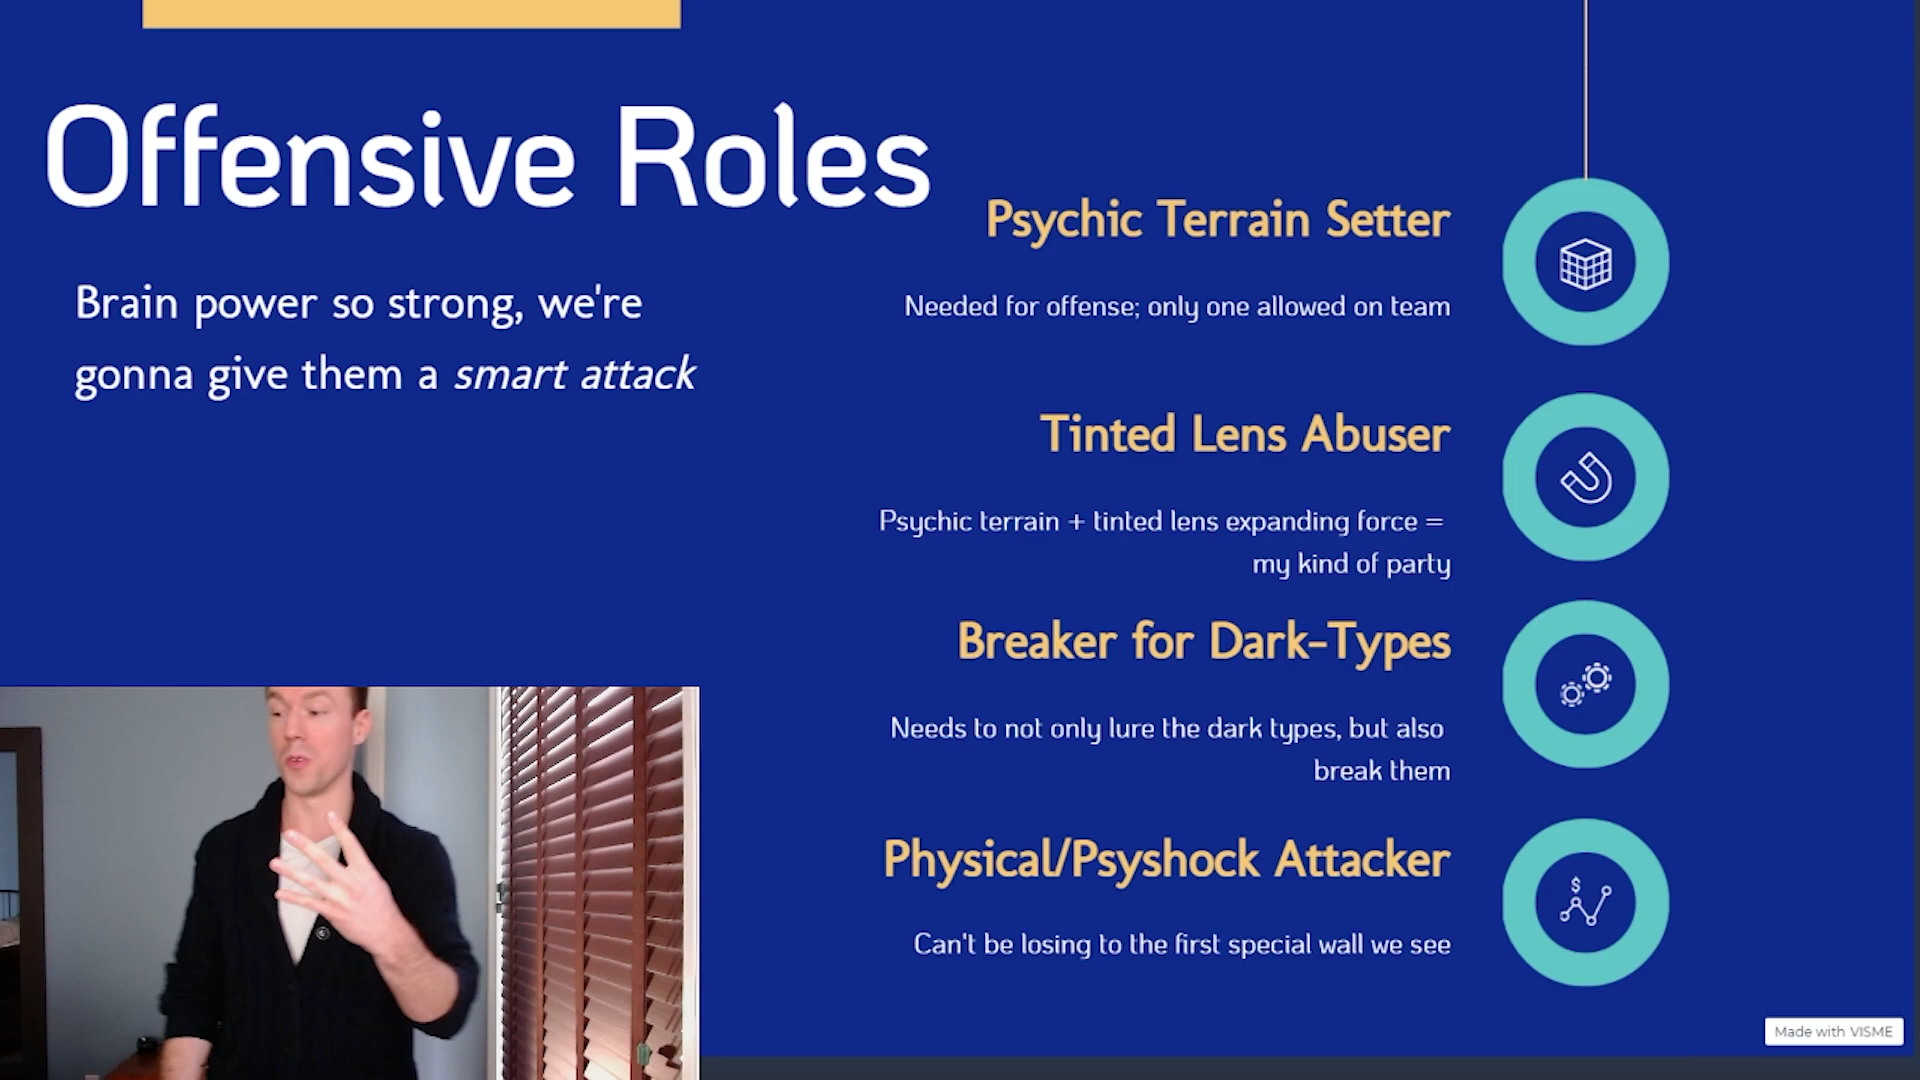 Offensive Roles
Brain power so strong, we're
gonna give them a smart attack
Psychic Terrain Setter
Needed for offense; only one allowed on team
Tinted Lens Abuser
Psychic terrain + tinted lens expanding force =
my kind of party
Breaker for Dark-Types
Needs to not only lure the dark types, but also
break them
Physical/Psyshock Attacker
$
Can't be losing to the first special wall we see
Made with VISME